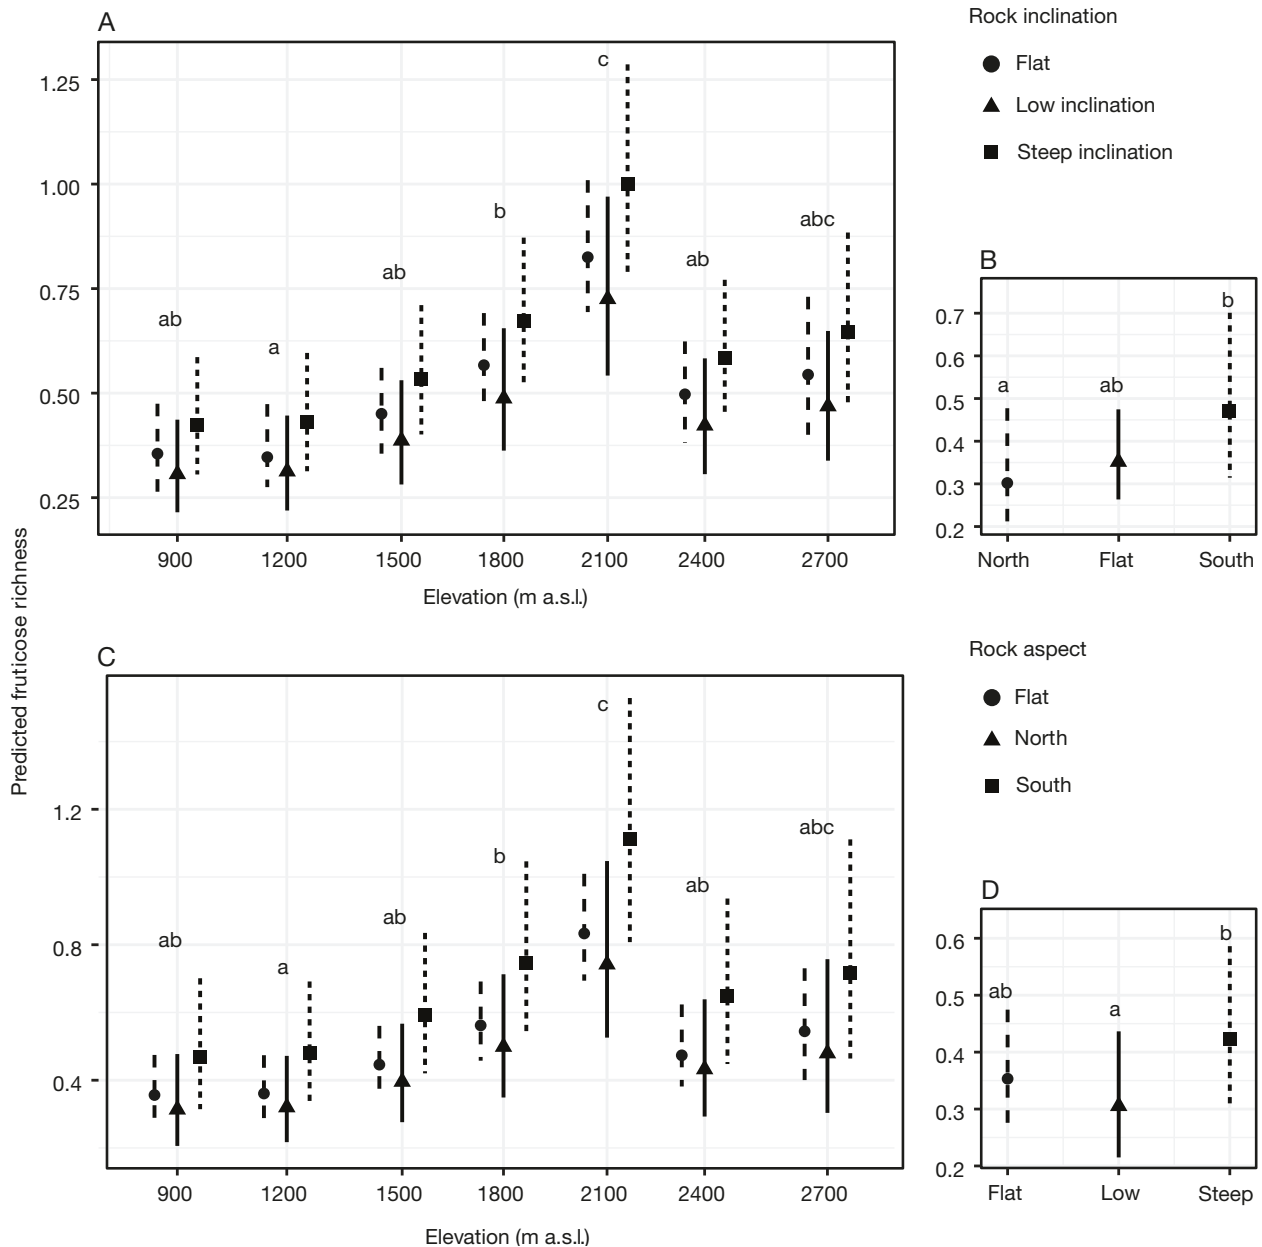 A
Rock inclination
Flat
Low inclination
Steep inclination
1.25
1.00
0.75
0.50
0.25
ab
a
ab
b
c
ab
abc
900
1200
1500
1800
2100
2400
2700
Elevation (m a.s.l.)
B
0.7
0.6
0.5
0.4
0.3
0.2
a
ab
b
North
Flat
South
Predicted fruticose richness
C
Rock aspect
Flat
North
South
1.2
0.8
0.4
ab
a
ab
b
c
ab
abc
900
1200
1500
1800
2100
2400
2700
Elevation (m a.s.l.)
D
0.6
0.5
0.4
0.3
0.2
ab
a
b
Flat
Low
Steep